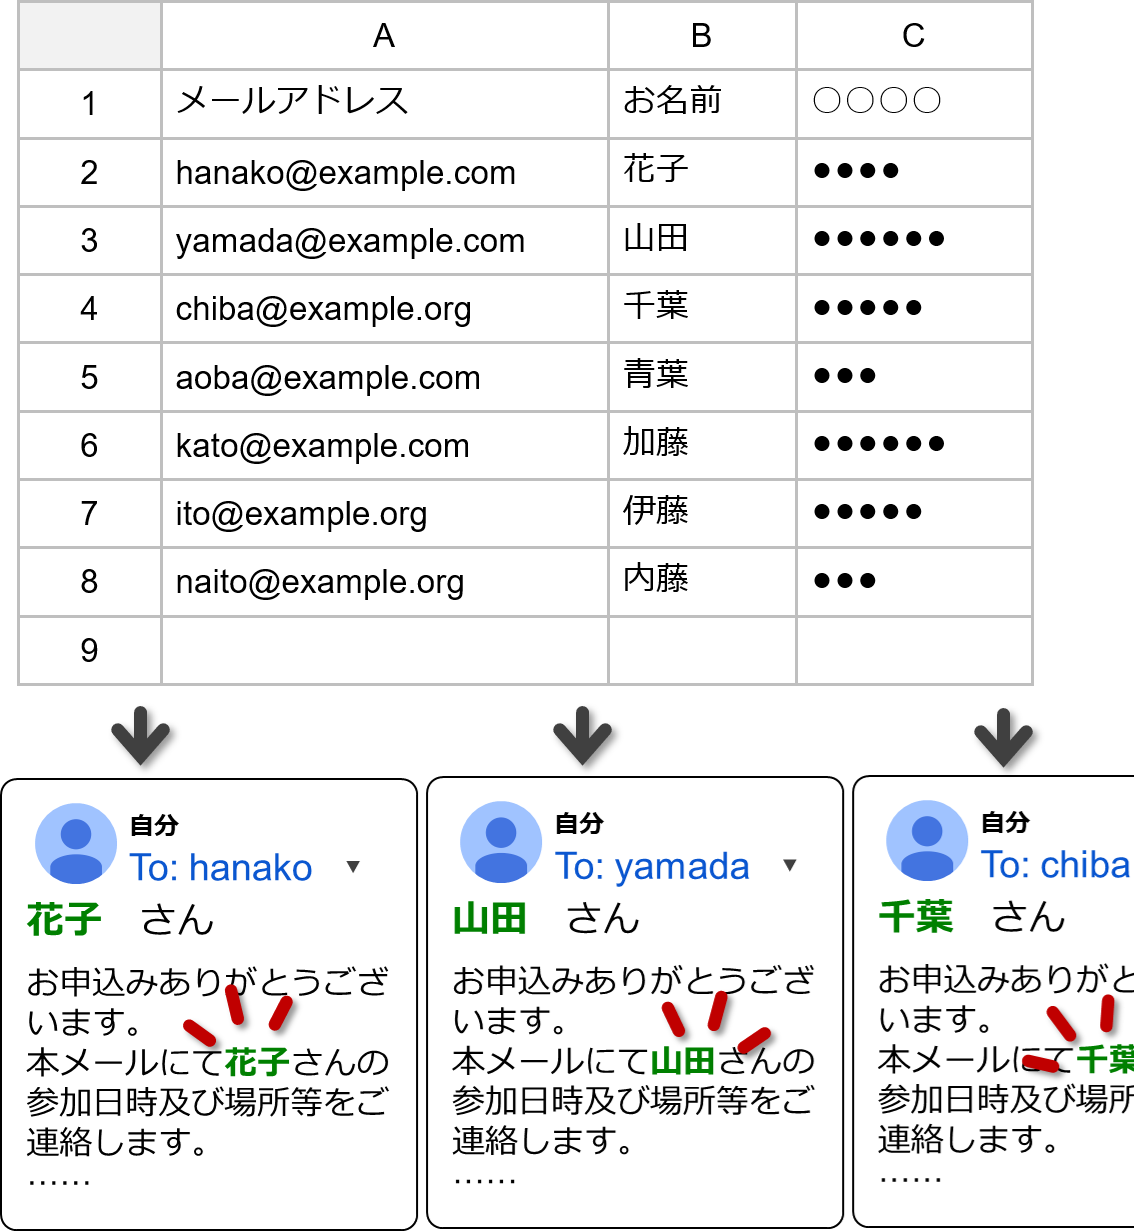 A B C
1 メールアドレス お名前 〇〇〇〇
2 hanako@example.com 花子 ●●●●
3 yamada@example.com 山田 ●●●●●●
4 chiba@example.org 千葉 ●●●●●
5 aoba@example.com 青葉 ●●●
6 kato@example.com 加藤 ●●●●●●
7 ito@example.org 伊藤 ●●●●●
8 naito@example.org 内藤 ●●●
9
自分
To: hanako ▼
花子 さん
お申込みありがとうござ
います。
本メールにて花子さんの
参加日時及び場所等をご
連絡します。
……
自分
To: yamada ▼
山田 さん
お申込みありがとうござ
います。
本メールにて山田さんの
参加日時及び場所等をご
連絡します。
……
自分
To: chiba
千葉 さん
お申込みありがと
います。
本メールにて千葉
参加日時及び場所
連絡します。
……